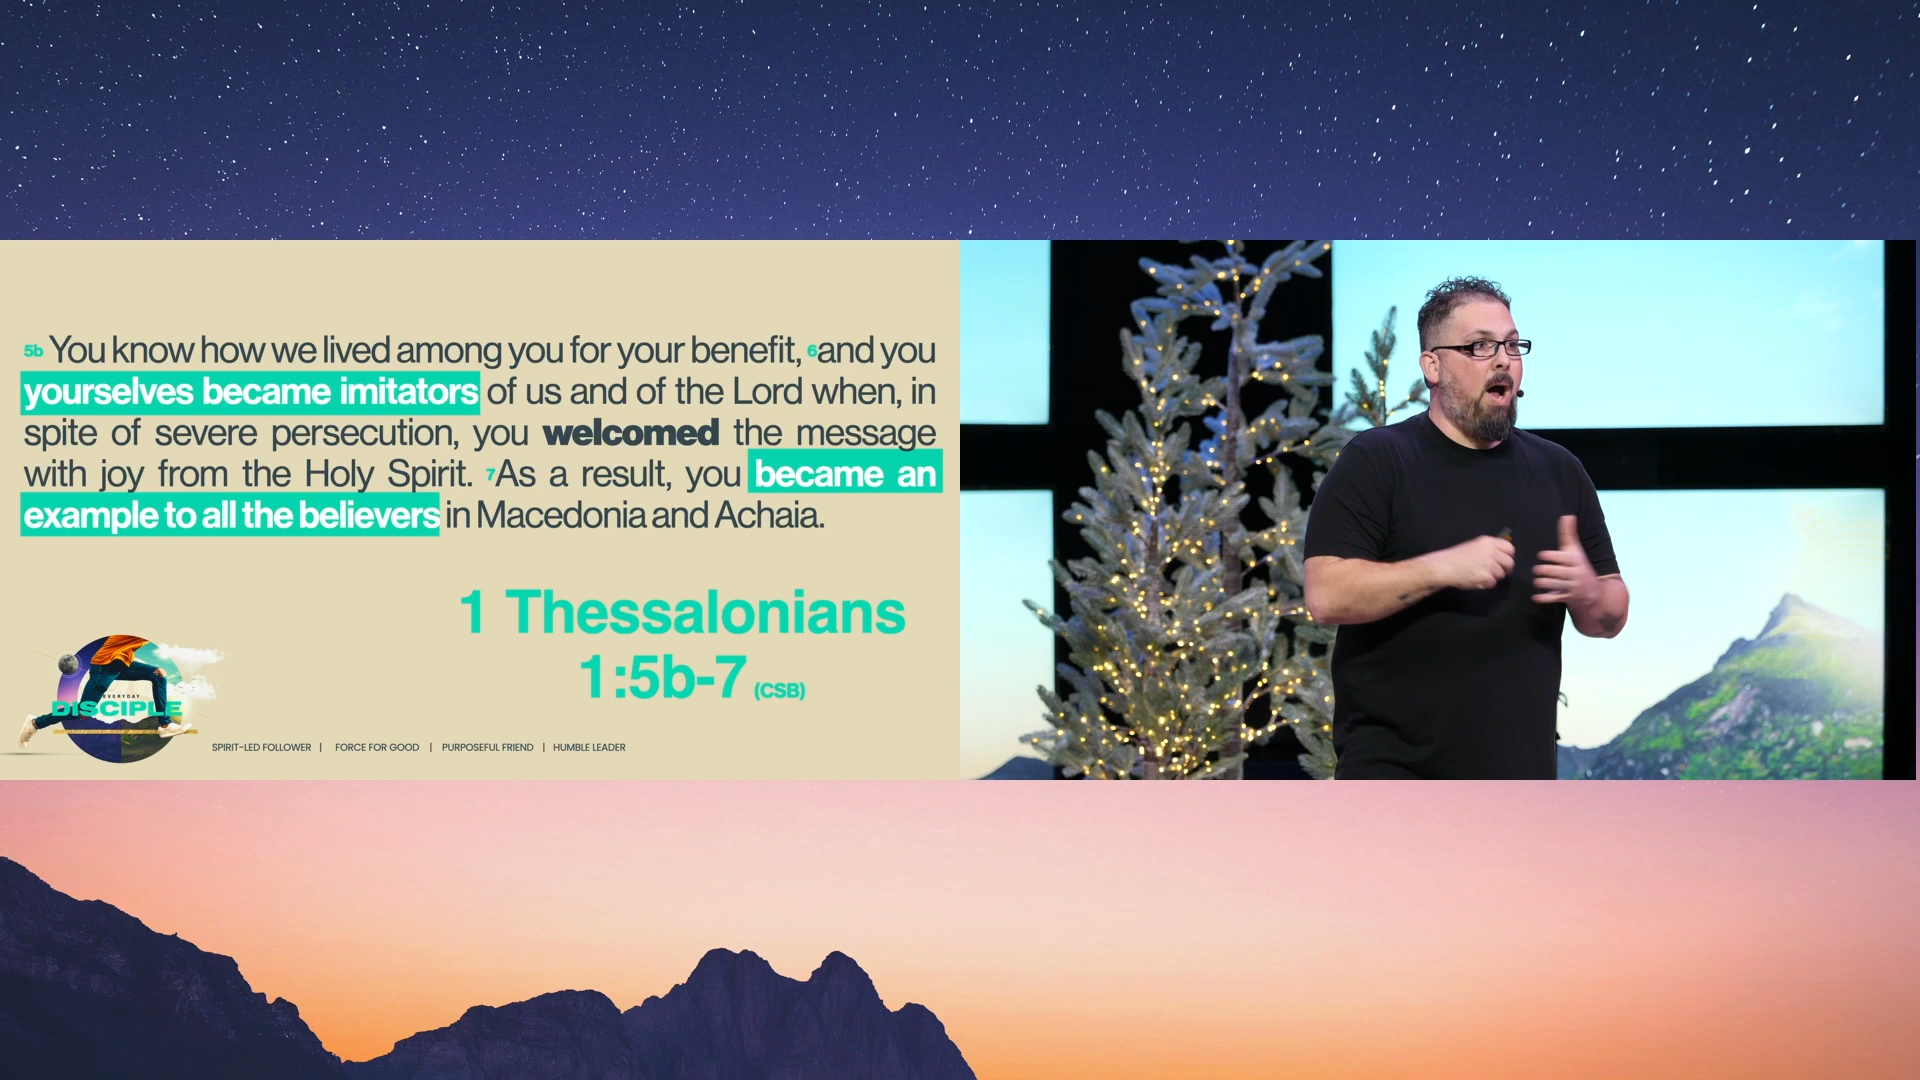 5b You know how we lived among you for your benefit, 6and you
yourselves became imitators of us and of the Lord when, in
spite of severe persecution, you welcomed the message
with joy from the Holy Spirit. 7As a result, you became an
example to all the believers in Macedonia and Achaia.
1 Thessalonians
1:5b-7 (CSB)
EVERYDAY
DISCIPLE
SPIRIT-LED FOLLOWER | FORCE FOR GOOD | PURPOSEFUL FRIEND | HUMBLE LEADER